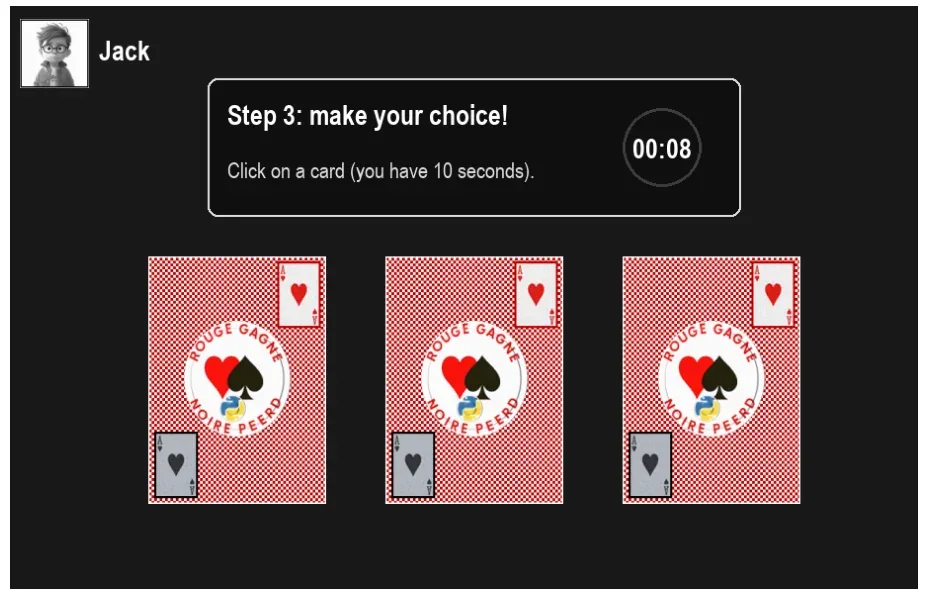 Jack
Step 3: make your choice!
Click on a card (you have 10 seconds).
00:08
A
A
A
A
A
A
ROUGE GAGNE
ROUGE GAGNE
ROUGE GAGNE
NOIRE PEERD
NOIRE PEERD
NOIRE PEERD
A
A
A
A
A
A